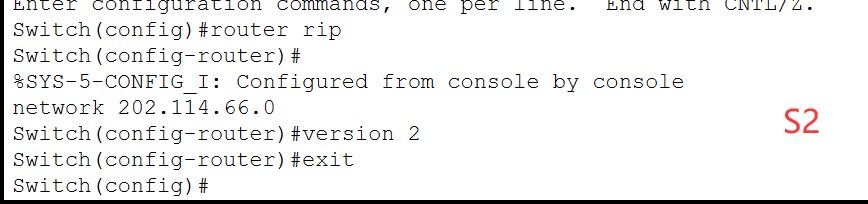 Enter configuration commands, one per line.  End with CNTL/Z.
Switch(config)#router rip
Switch(config-router)#
%SYS-5-CONFIG_I: Configured from console by console
network 202.114.66.0
Switch(config-router)#version 2
S2
Switch(config-router)#exit
Switch(config)#